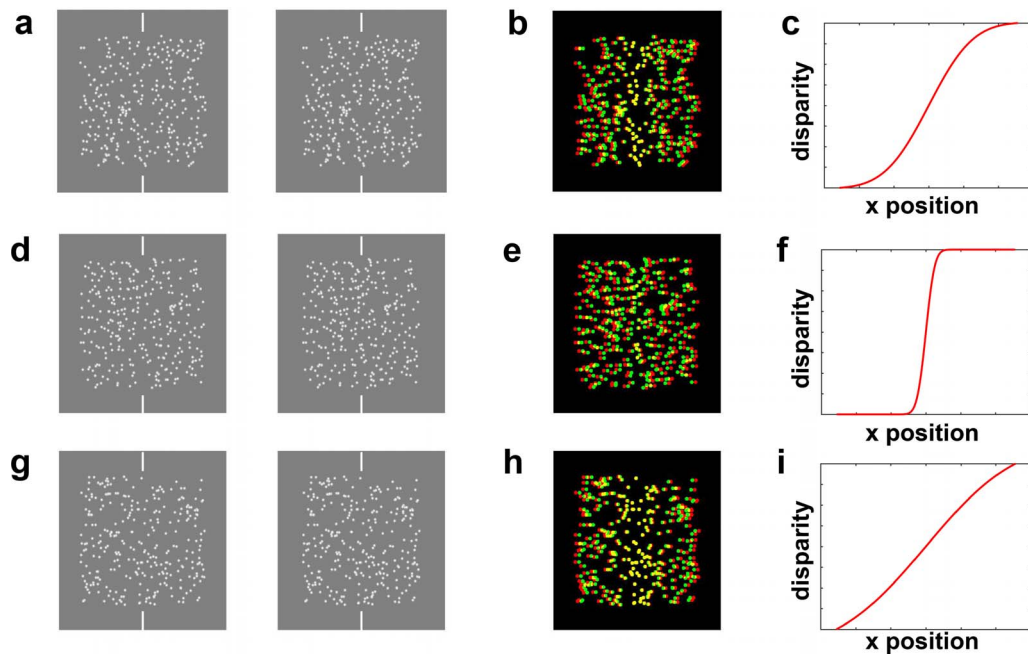 a
b
c
disparity
x position
d
e
f
disparity
x position
g
h
i
disparity
x position